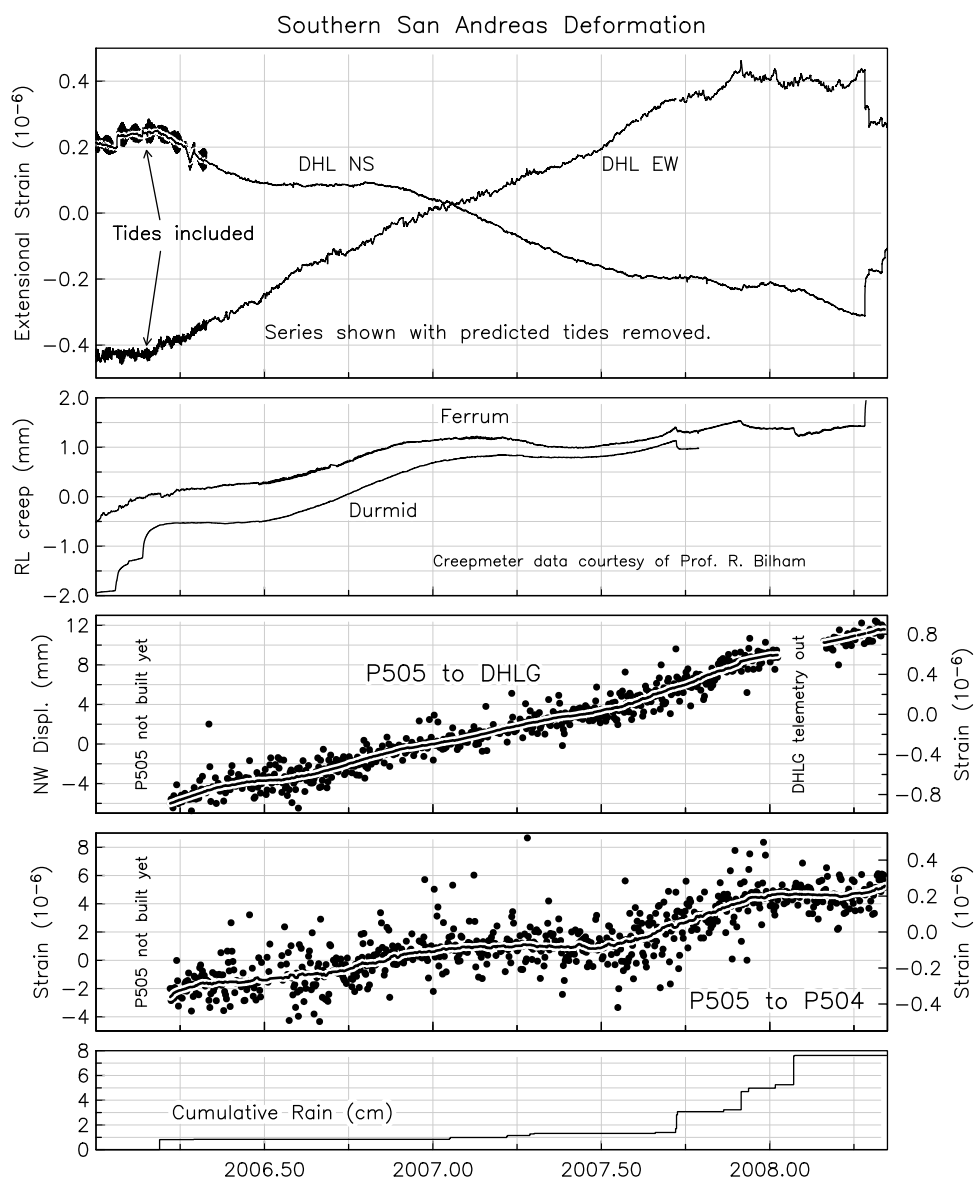 Southern San Andreas Deformation
Extensional Strain (10⁻⁶)
0.4
0.2
0.0
−0.2
−0.4
DHL NS
DHL EW
Tides included
Series shown with predicted tides removed.
RL creep (mm)
2.0
1.0
0.0
−1.0
−2.0
Ferrum
Durmid
Creepmeter data courtesy of Prof. R. Bilham
NW Displ. (mm)
12
8
4
0
−4
P505 not built yet
P505 to DHLG
DHLG telemetry out
0.8
0.4
0.0
−0.4
−0.8
Strain (10⁻⁶)
Strain (10⁻⁶)
8
6
4
2
0
−2
−4
P505 not built yet
P505 to P504
0.4
0.2
0.0
−0.2
−0.4
Strain (10⁻⁶)
8
6
4
2
0
Cumulative Rain (cm)
2006.50
2007.00
2007.50
2008.00